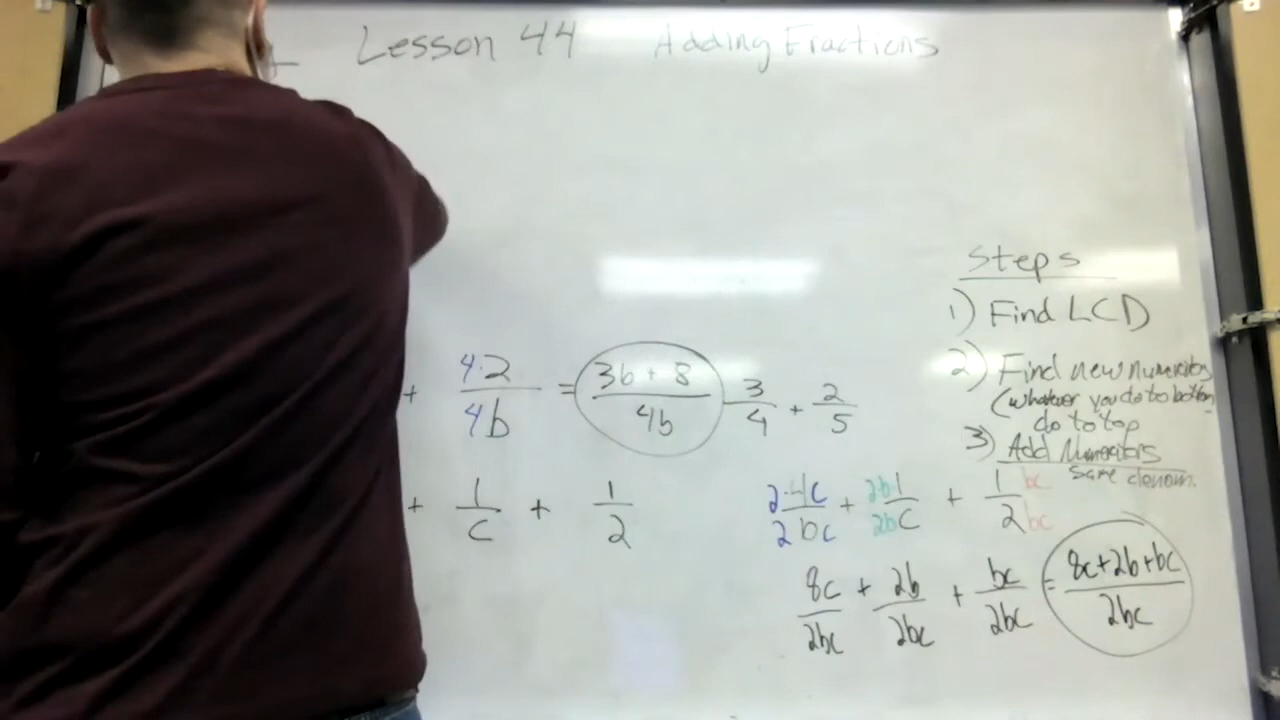 Lesson 44 Adding Fractions
Steps
1) Find LCD
2) Find new numerators
(whatever you do to bottom
do to top
3) Add Numerators
same denom.
+ 4·2/4b = (3b + 8)/4b
3/4 + 2/5
+ 1/c + 1/2
2·4c/2bc + 2b1/2bc + 1bc/2bc
8c/2bc + 2b/2bc + bc/2bc = (8c+2b+bc)/2bc